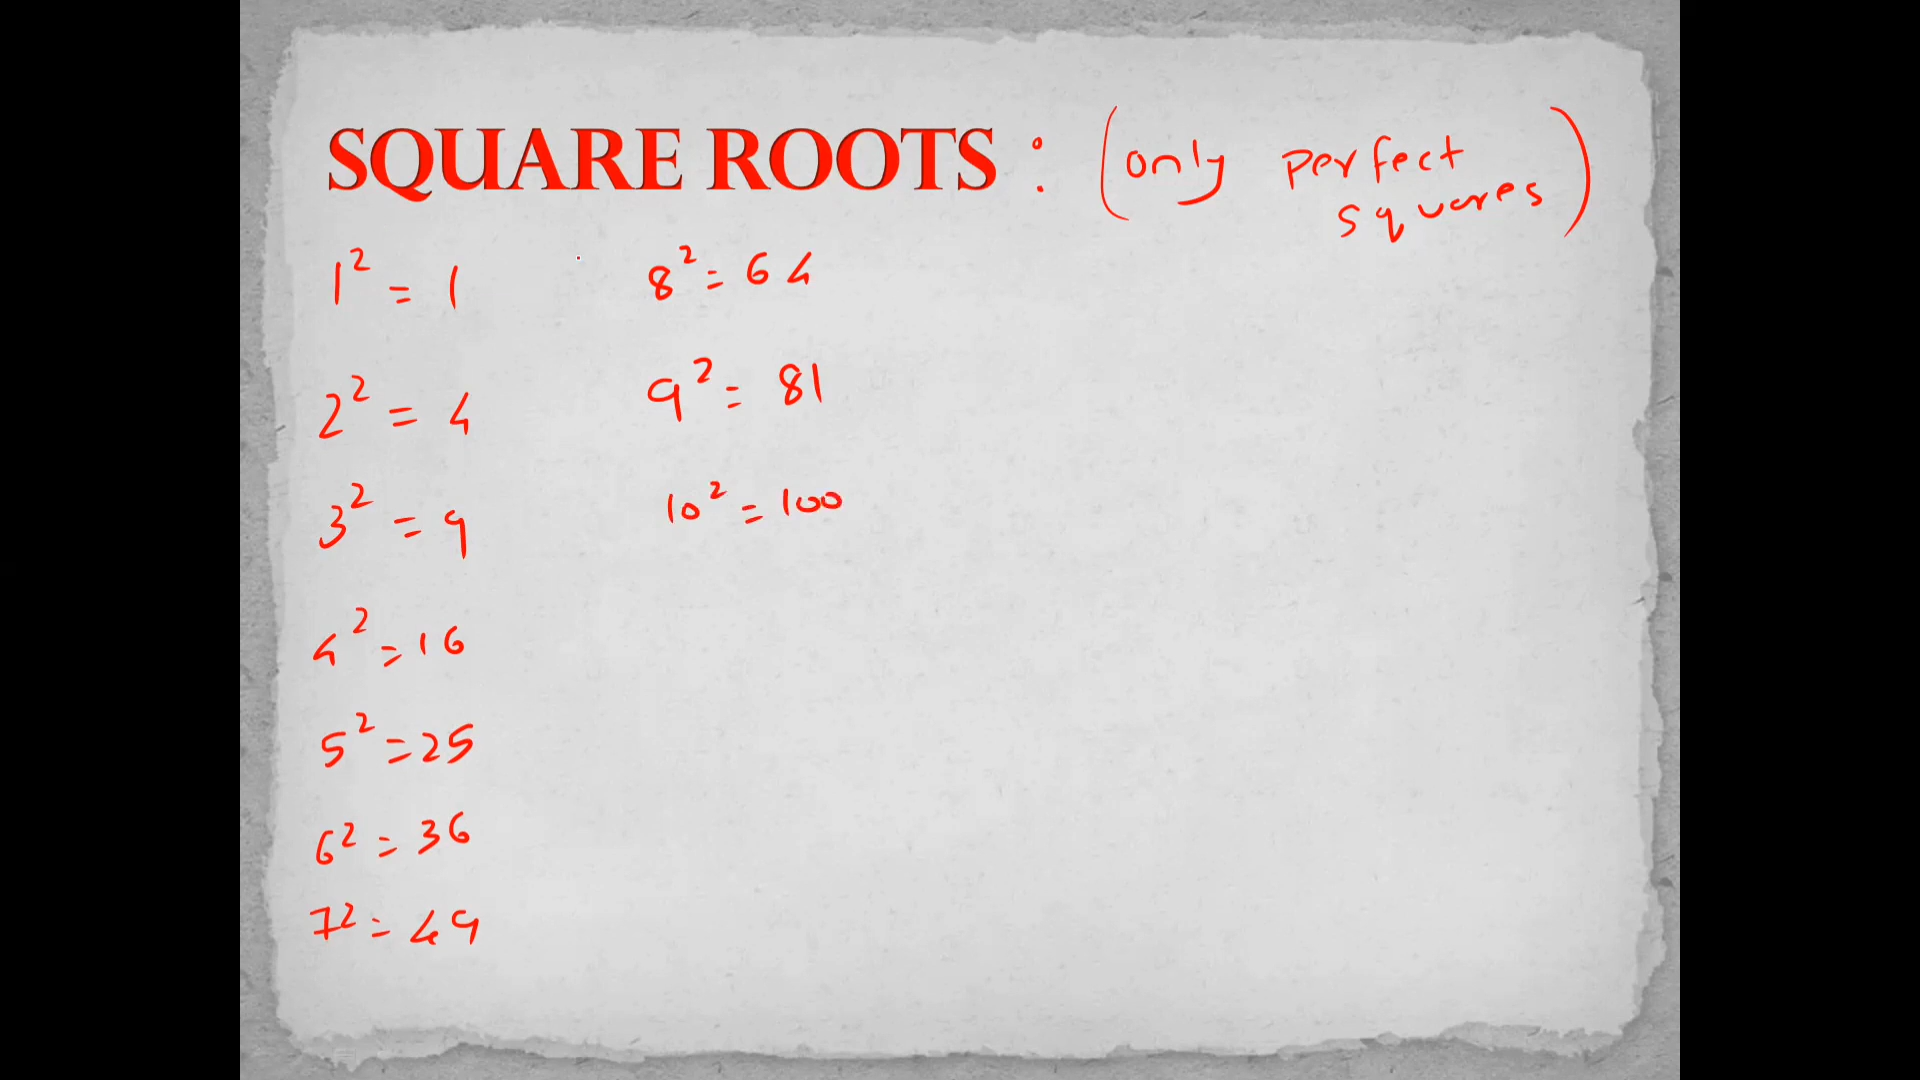 SQUARE ROOTS : (only perfect squares)
1² = 1
2² = 4
3² = 9
4² = 16
5² = 25
6² = 36
7² = 49
8² = 64
9² = 81
10² = 100